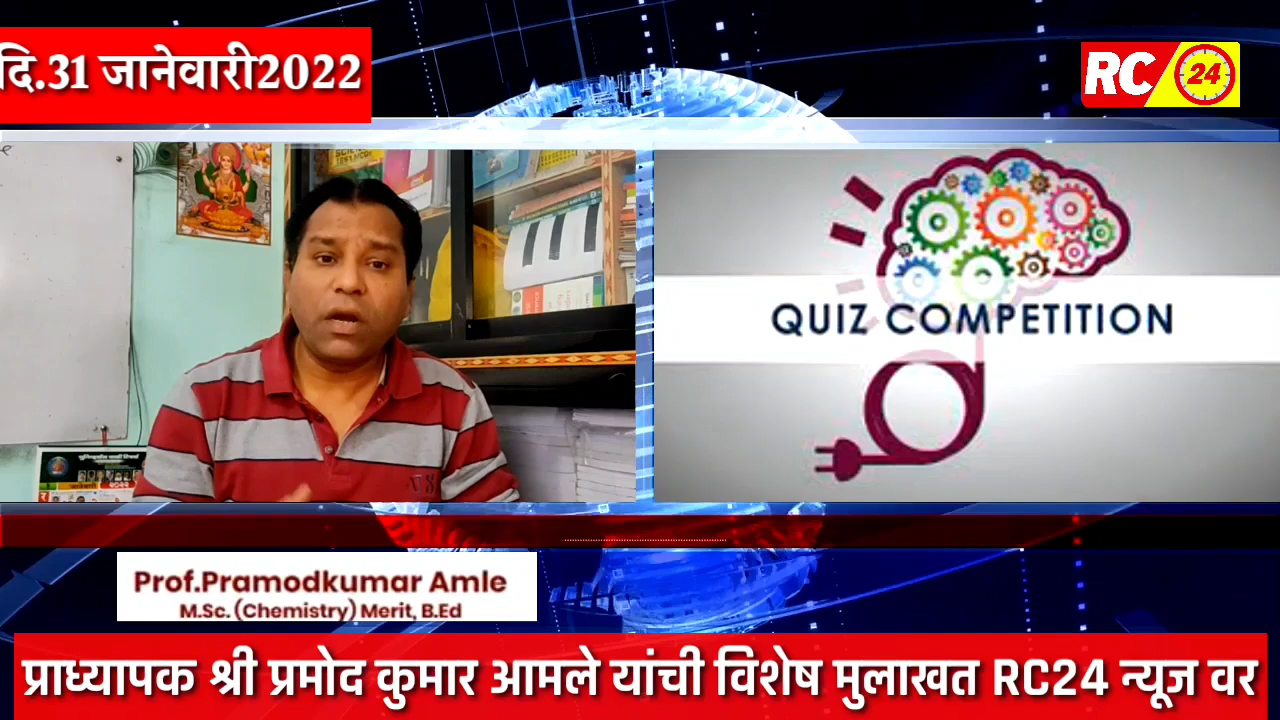 दि.31 जानेवारी2022
RC 24
QUIZ COMPETITION
जानेवारी
२०२२
Prof.Pramodkumar Amle
M.Sc. (Chemistry) Merit, B.Ed
प्राध्यापक श्री प्रमोद कुमार आमले यांची विशेष मुलाखत RC24 न्यूज वर